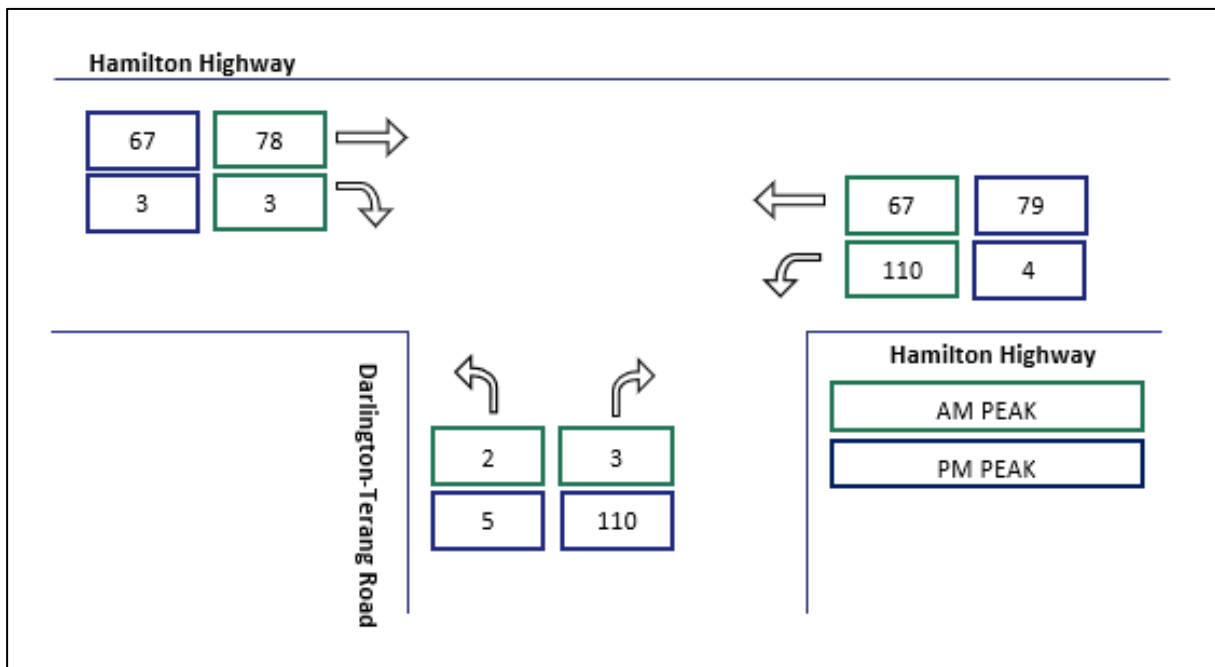 Hamilton Highway
67 78
3 3
67 79
110 4
Hamilton Highway
AM PEAK
PM PEAK
Darlington-Terang Road
2 3
5 110